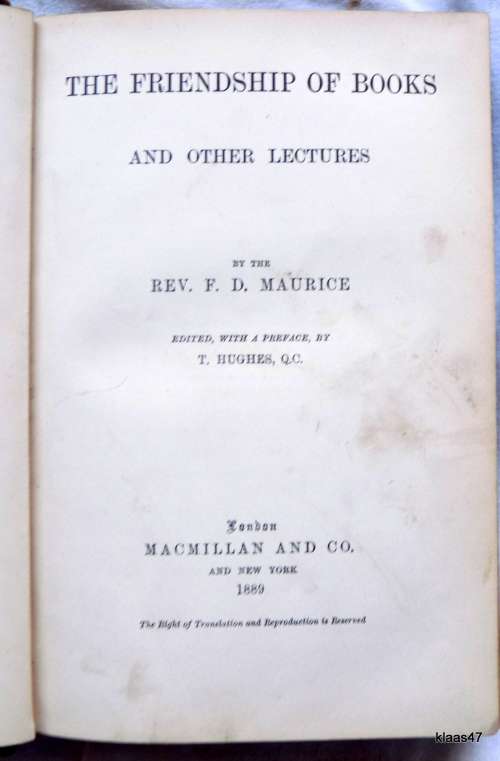 THE FRIENDSHIP OF BOOKS
AND OTHER LECTURES
BY THE
REV. F. D. MAURICE
EDITED, WITH A PREFACE, BY
T. HUGHES, Q.C.
London
MACMILLAN AND CO.
AND NEW YORK
1889
The Right of Translation and Reproduction is Reserved
klaas47